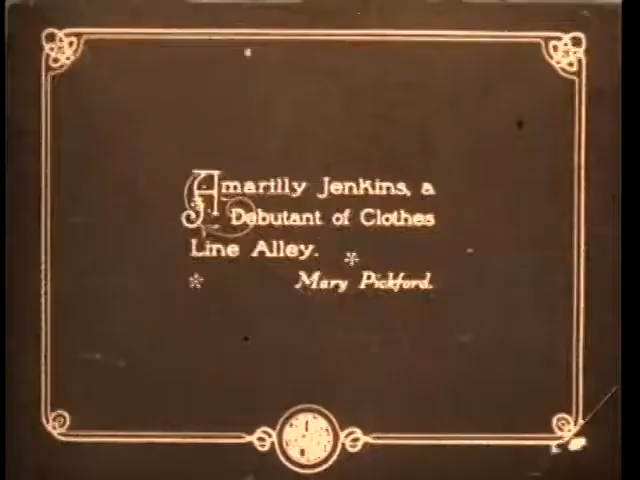 Amarilly Jenkins, a
Debutant of Clothes
Line Alley.
Mary Pickford.